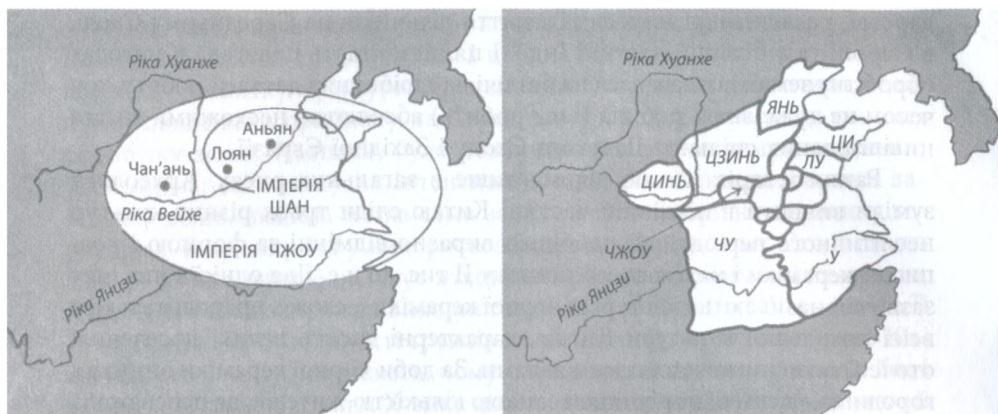 Ріка Хуанхе
Аньян
Лоян
Чан'ань
ІМПЕРІЯ
ШАН
Ріка Вейхе
ІМПЕРІЯ ЧЖОУ
Ріка Янцзи
Ріка Хуанхе
ЯНЬ
ЦИ
ЦЗИНЬ
ЛУ
ЦИНЬ
ЧУ
ЧЖОУ
У
Ріка Янцзи